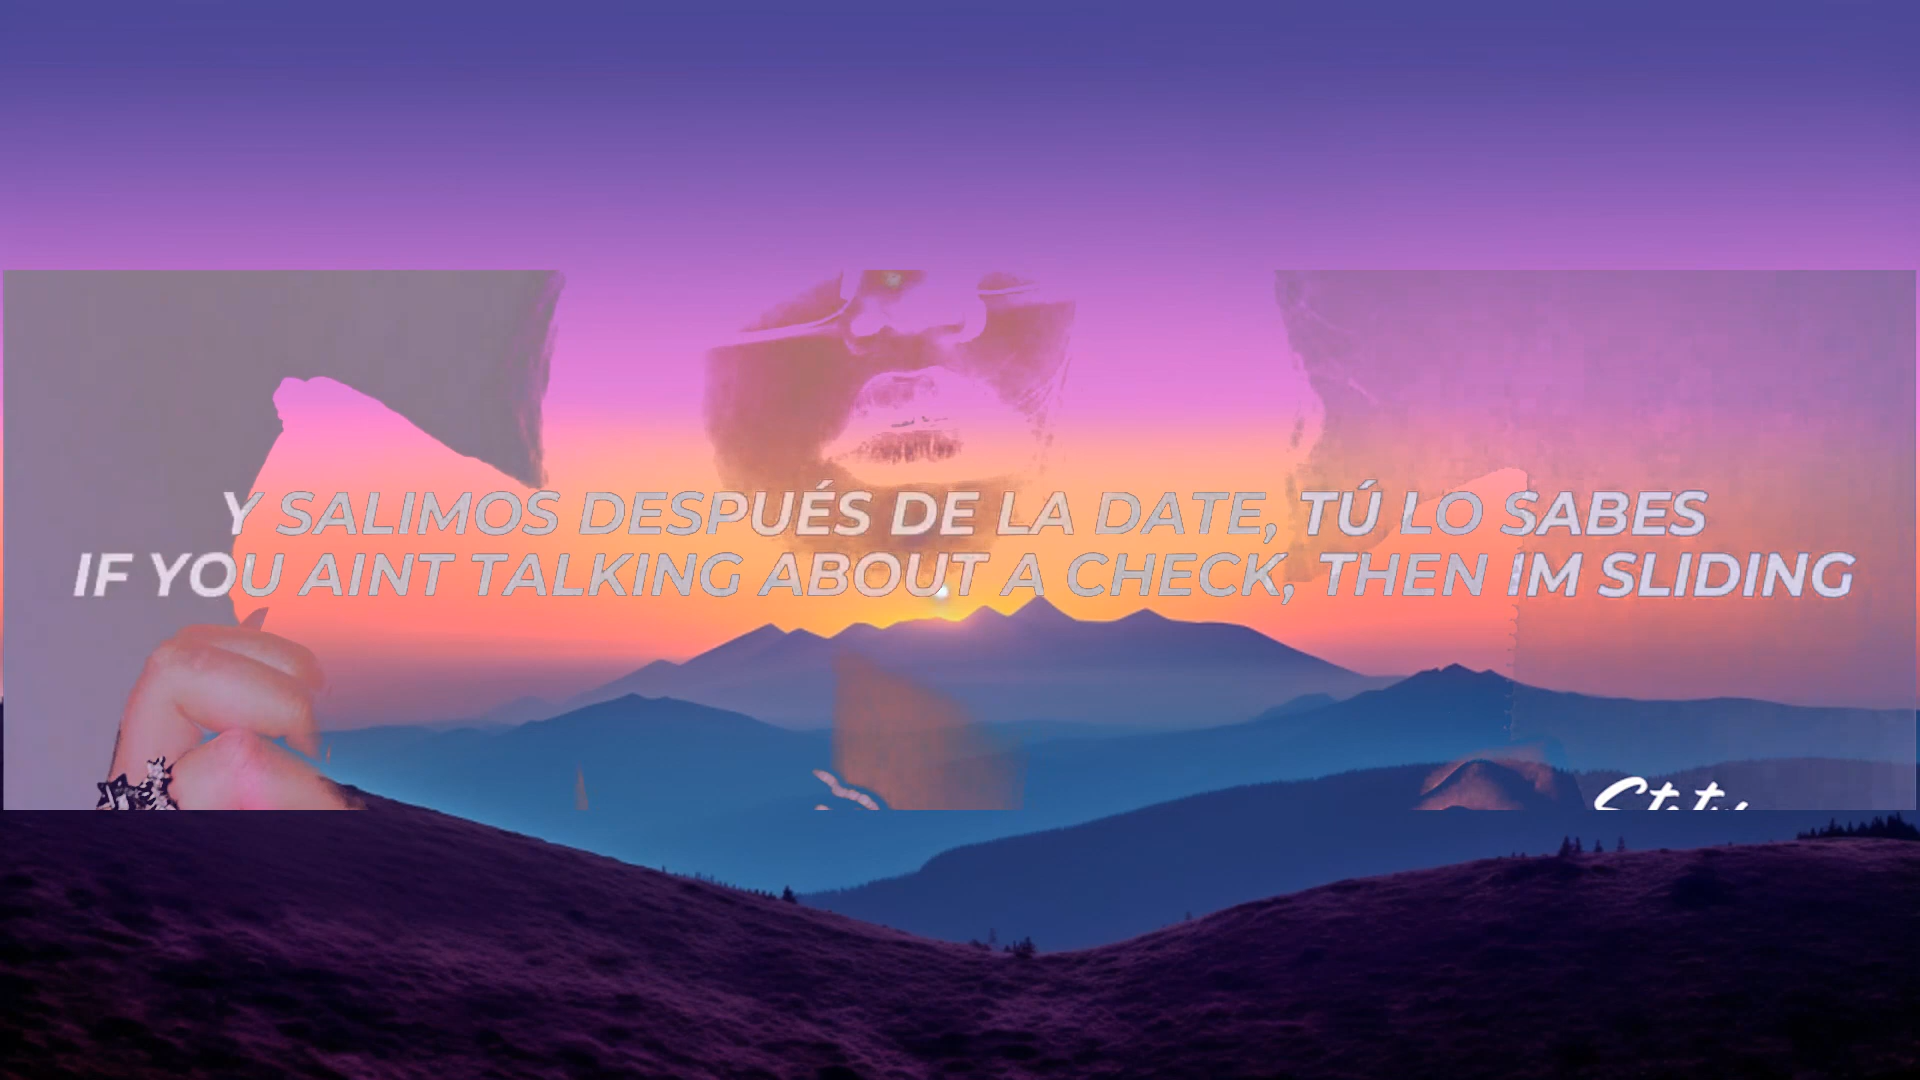 Y SALIMOS DESPUÉS DE LA DATE, TÚ LO SABES
IF YOU AINT TALKING ABOUT A CHECK, THEN IM SLIDING